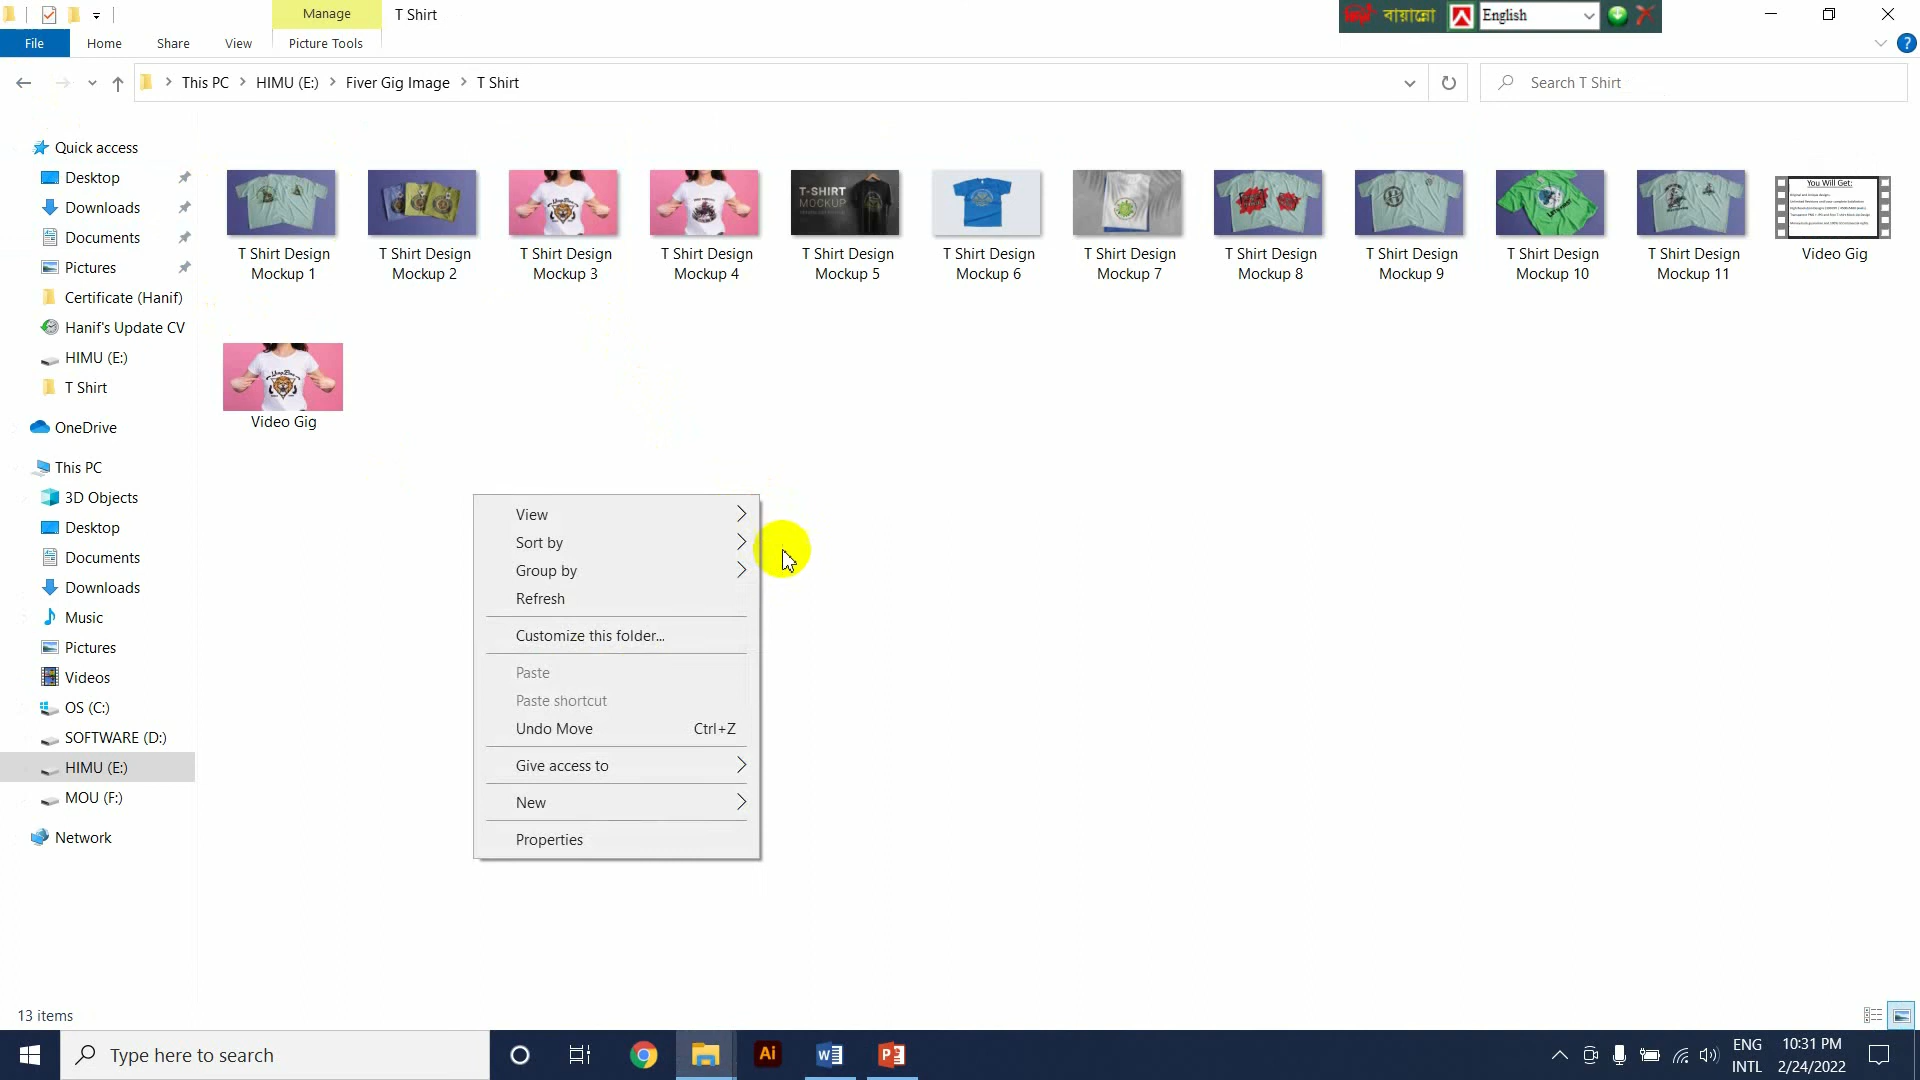 Manage
T Shirt
বায়ান্নো
English
File
Home
Share
View
Picture Tools
This PC
HIMU (E:)
Fiver Gig Image
T Shirt
Search T Shirt
Quick access
Desktop
Downloads
Documents
Pictures
Certificate (Hanif)
Hanif's Update CV
HIMU (E:)
T Shirt
OneDrive
This PC
3D Objects
Desktop
Documents
Downloads
Music
Pictures
Videos
OS (C:)
SOFTWARE (D:)
HIMU (E:)
MOU (F:)
Network
T-SHIRT
MOCKUP
You Will Get:
T Shirt Design
Mockup 1
T Shirt Design
Mockup 2
T Shirt Design
Mockup 3
T Shirt Design
Mockup 4
T Shirt Design
Mockup 5
T Shirt Design
Mockup 6
T Shirt Design
Mockup 7
T Shirt Design
Mockup 8
T Shirt Design
Mockup 9
T Shirt Design
Mockup 10
T Shirt Design
Mockup 11
Video Gig
Video Gig
View
Sort by
Group by
Refresh
Customize this folder...
Paste
Paste shortcut
Undo Move Ctrl+Z
Give access to
New
Properties
13 items
Type here to search
Ai
ENG
INTL
10:31 PM
2/24/2022